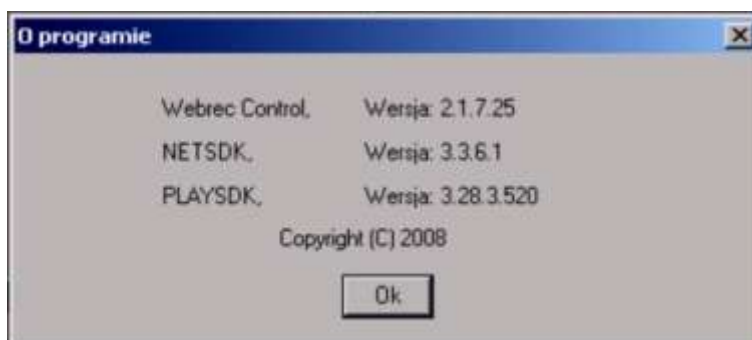 O programie
Webrec Control, Wersja: 2.1.7.25
NETSDK, Wersja: 3.3.6.1
PLAYSDK, Wersja: 3.28.3.520
Copyright (C) 2008
Ok